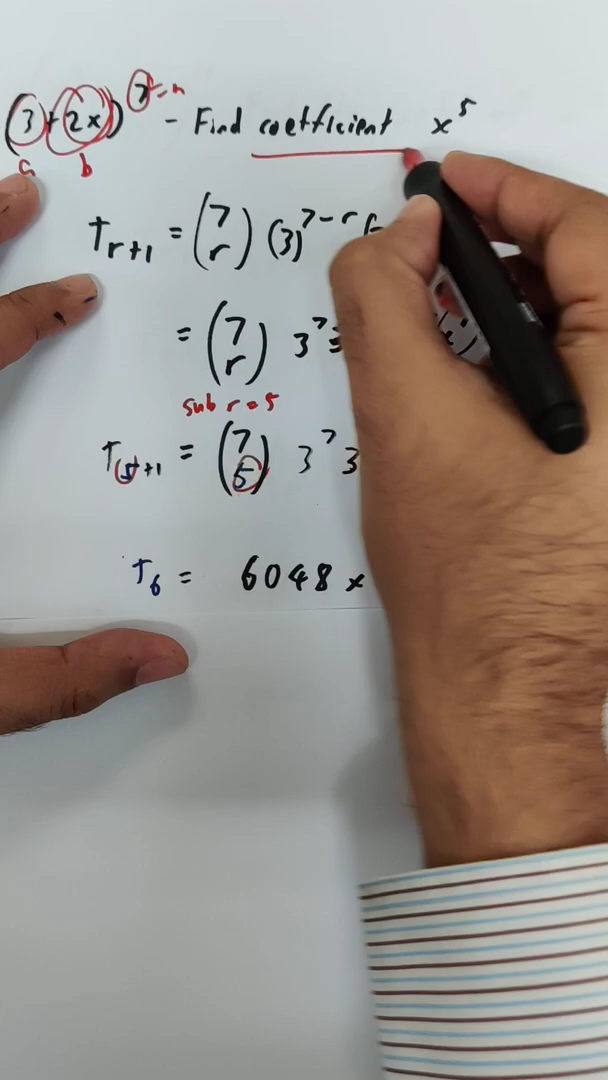 (3+2x)^7 = n - Find coefficient x^5
a b
T_{r+1} = (7 r) (3)^{7-r} (
= (7 r) 3^7 3
sub r = 5
T_{(5)+1} = (7 5) 3^7 3
T_6 = 6048 x